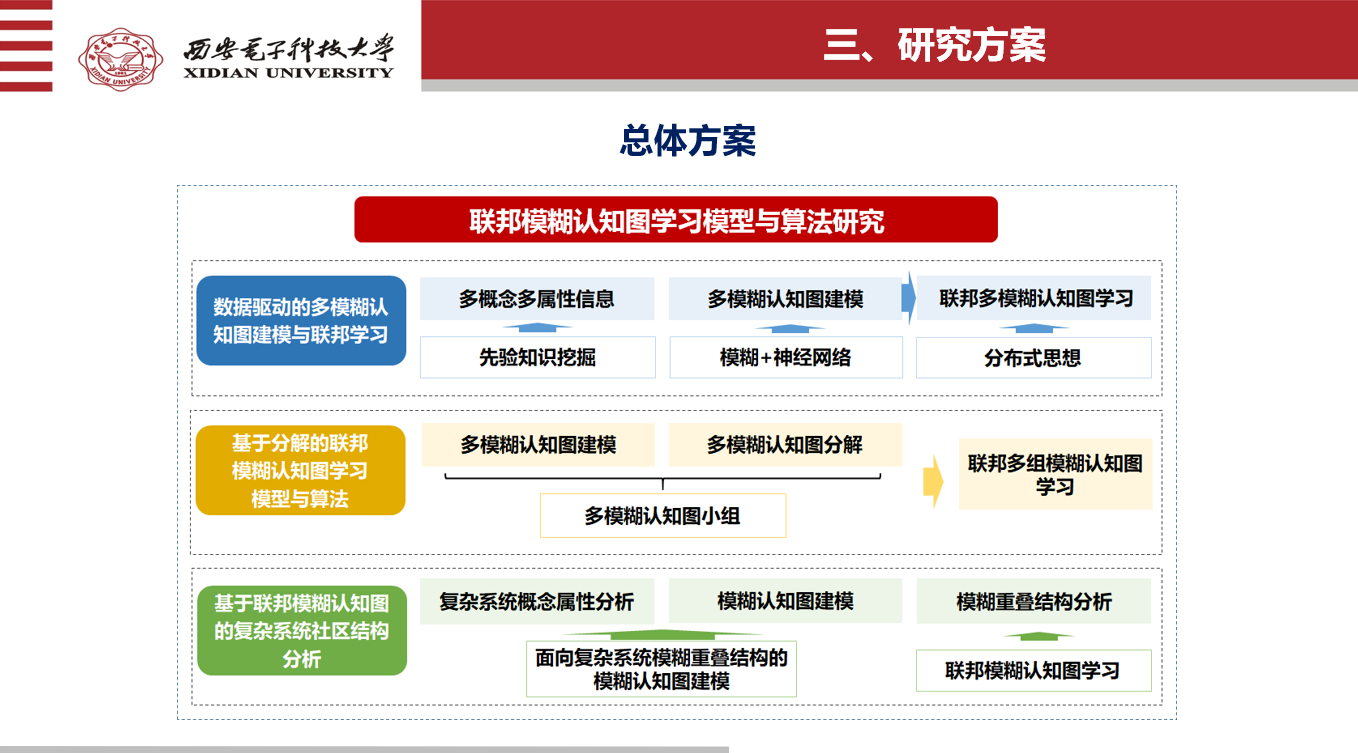 西安电子科技大学
XIDIAN UNIVERSITY
XIDIAN UNIVERSITY
三、研究方案
总体方案
联邦模糊认知图学习模型与算法研究
数据驱动的多模糊认
知图建模与联邦学习
多概念多属性信息
多模糊认知图建模
联邦多模糊认知图学习
先验知识挖掘
模糊+神经网络
分布式思想
基于分解的联邦
模糊认知图学习
模型与算法
多模糊认知图建模
多模糊认知图分解
联邦多组模糊认知图
学习
多模糊认知图小组
基于联邦模糊认知图
的复杂系统社区结构
分析
复杂系统概念属性分析
模糊认知图建模
模糊重叠结构分析
面向复杂系统模糊重叠结构的
模糊认知图建模
联邦模糊认知图学习